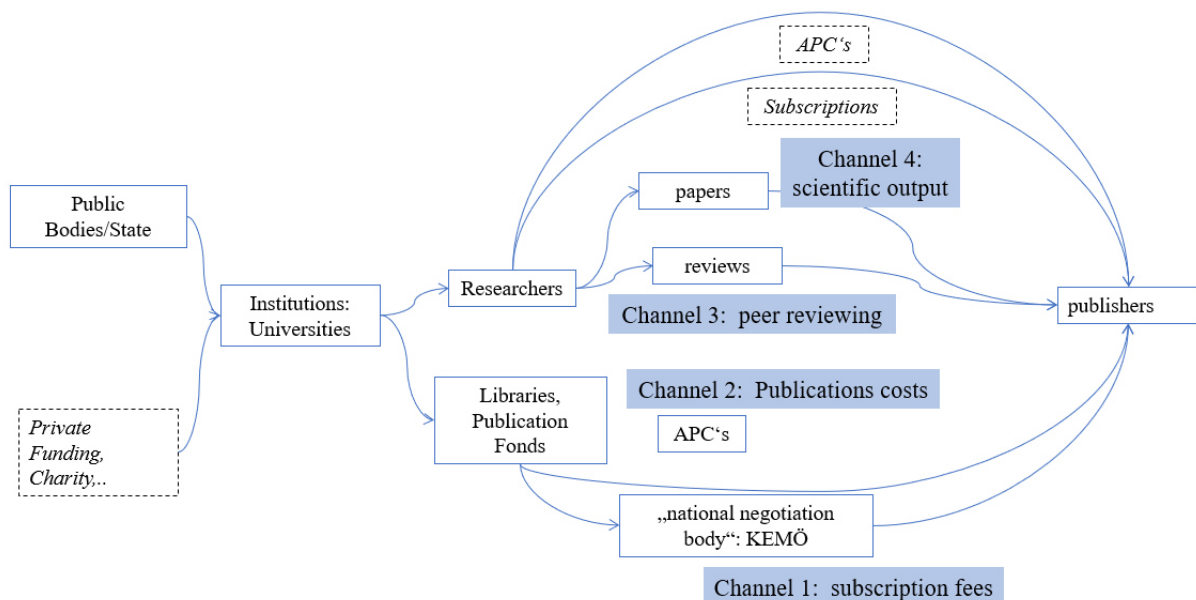 APC‘s
Subscriptions
Channel 4:
scientific output
papers
Public
Bodies/State
reviews
Researchers
Institutions:
Universities
publishers
Channel 3:  peer reviewing
Channel 2:  Publications costs
Libraries,
Publication
Fonds
APC‘s
Private
Funding,
Charity,..
„national negotiation
body“: KEMÖ
Channel 1:  subscription fees